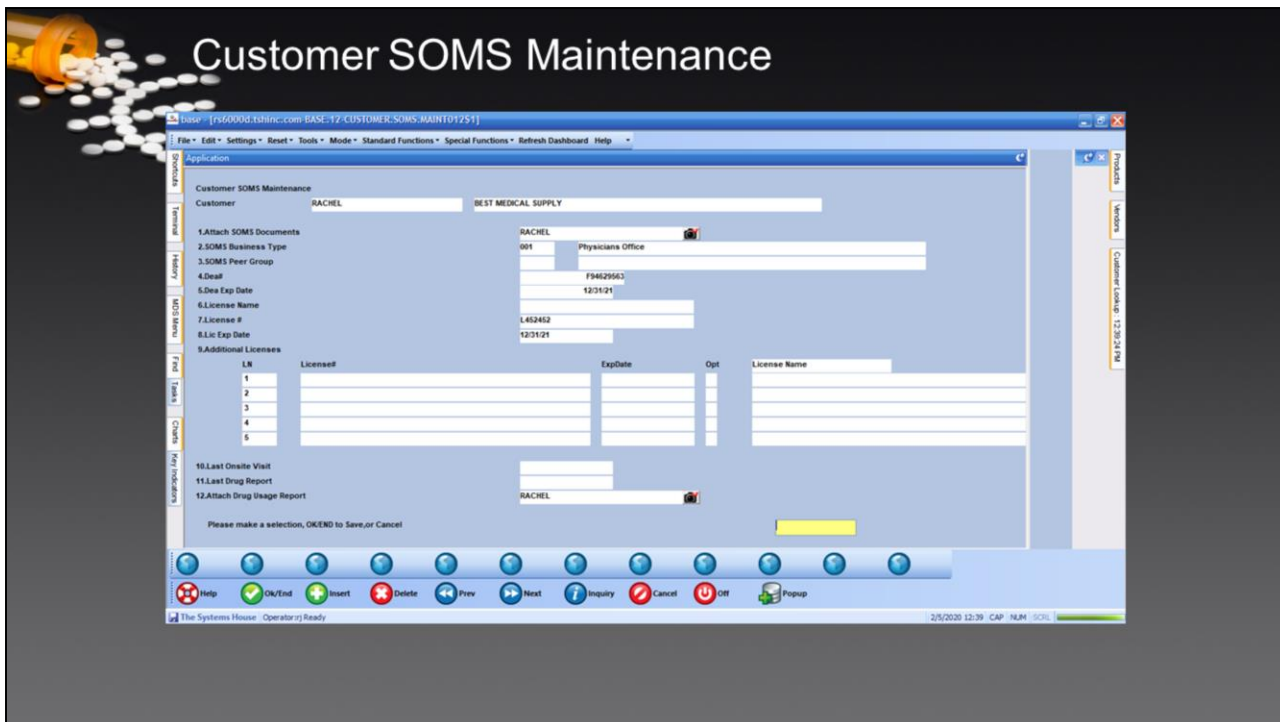 Customer SOMS Maintenance
base - [rs6000d.tshinc.com-BASE.12-CUSTOMER.SOMS.MAINT01251]
File Edit Settings Reset Tools Mode Standard Functions Special Functions Refresh Dashboard Help
Application
Shortcuts
Terminal
History
MDS Menu
Find
Tasks
Charts
Key Indicators
Products
Vendors
Customer Lookup : 12:39:24 PM
Customer SOMS Maintenance
Customer RACHEL BEST MEDICAL SUPPLY
1.Attach SOMS Documents RACHEL
2.SOMS Business Type 001 Physicians Office
3.SOMS Peer Group
4.Dea# F94629563
5.Dea Exp Date 12/31/21
6.License Name
7.License # L452452
8.Lic Exp Date 12/31/21
9.Additional Licenses
LN License# ExpDate Opt License Name
1
2
3
4
5
10.Last Onsite Visit
11.Last Drug Report
12.Attach Drug Usage Report RACHEL
Please make a selection, OK/END to Save,or Cancel
Help Ok/End Insert Delete Prev Next Inquiry Cancel Off Popup
The Systems House Operator:rj Ready 2/5/2020 12:39 CAP NUM SCRL